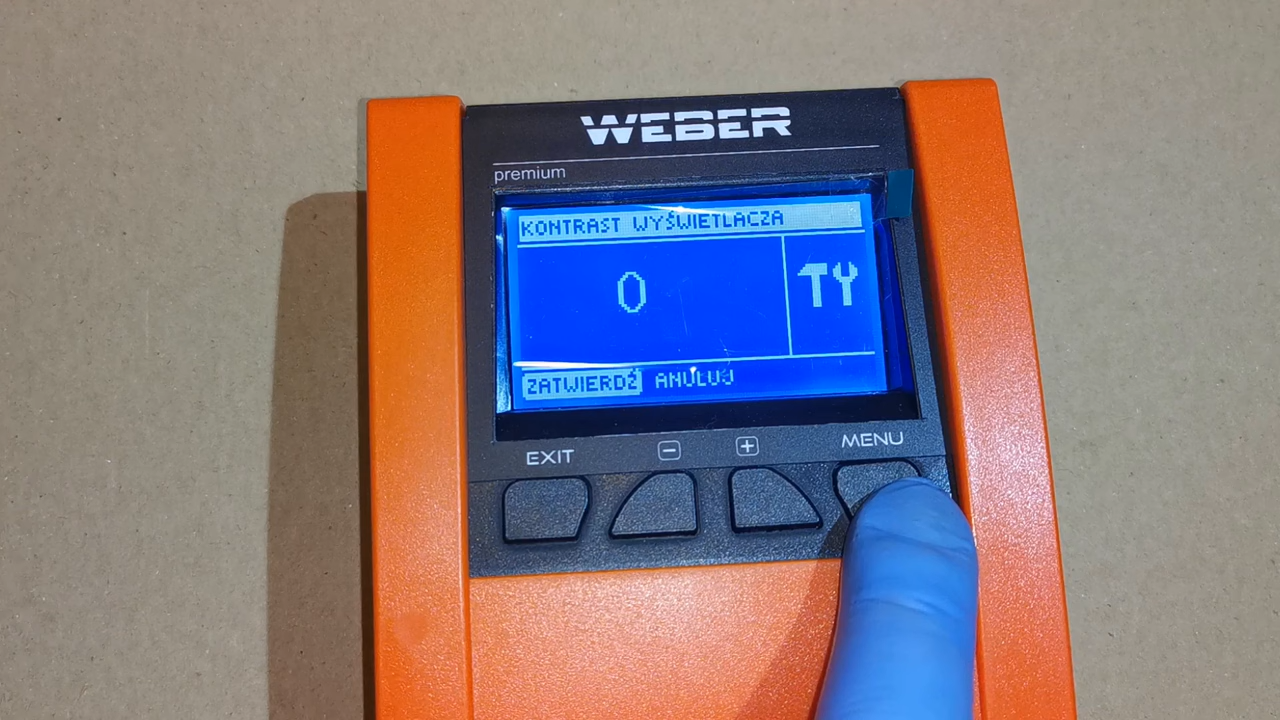 WEBER
premium
KONTRAST WYŚWIETLACZA
0
ZATWIERDŹ ANULUJ
EXIT - + MENU